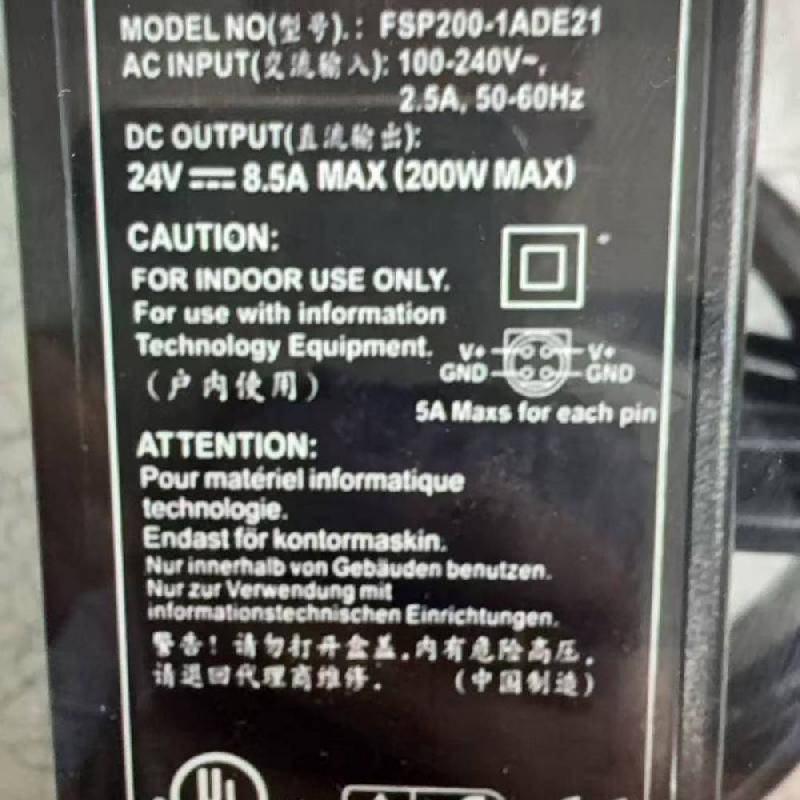 MODEL NO(型号).: FSP200-1ADE21
AC INPUT(交流输入): 100-240V~,
2.5A, 50-60Hz
DC OUTPUT(直流输出):
24V⎓8.5A MAX (200W MAX)
CAUTION:
FOR INDOOR USE ONLY.
For use with information
Technology Equipment.
(户内使用)
V+ V+
GND GND
5A Maxs for each pin
ATTENTION:
Pour matériel informatique
technologie.
Endast för kontormaskin.
Nur innerhalb von Gebäuden benutzen.
Nur zur Verwendung mit
informationstechnischen Einrichtungen.
警告!请勿打开盒盖.内有危险高压.
请退回代理商维修. (中国制造)
UL